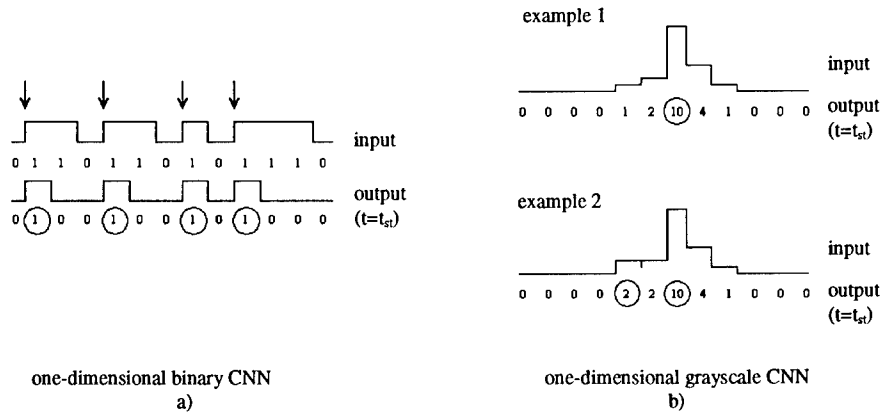 input
0 1 1 0 1 1 0 1 0 1 1 1 0
output
(t=t_st)
0 1 0 0 1 0 0 1 0 1 0 0 0
one-dimensional binary CNN
a)
example 1
input
0 0 0 0 1 2 10 4 1 0 0 0
output
(t=t_st)
example 2
input
0 0 0 0 2 2 10 4 1 0 0 0
output
(t=t_st)
one-dimensional grayscale CNN
b)